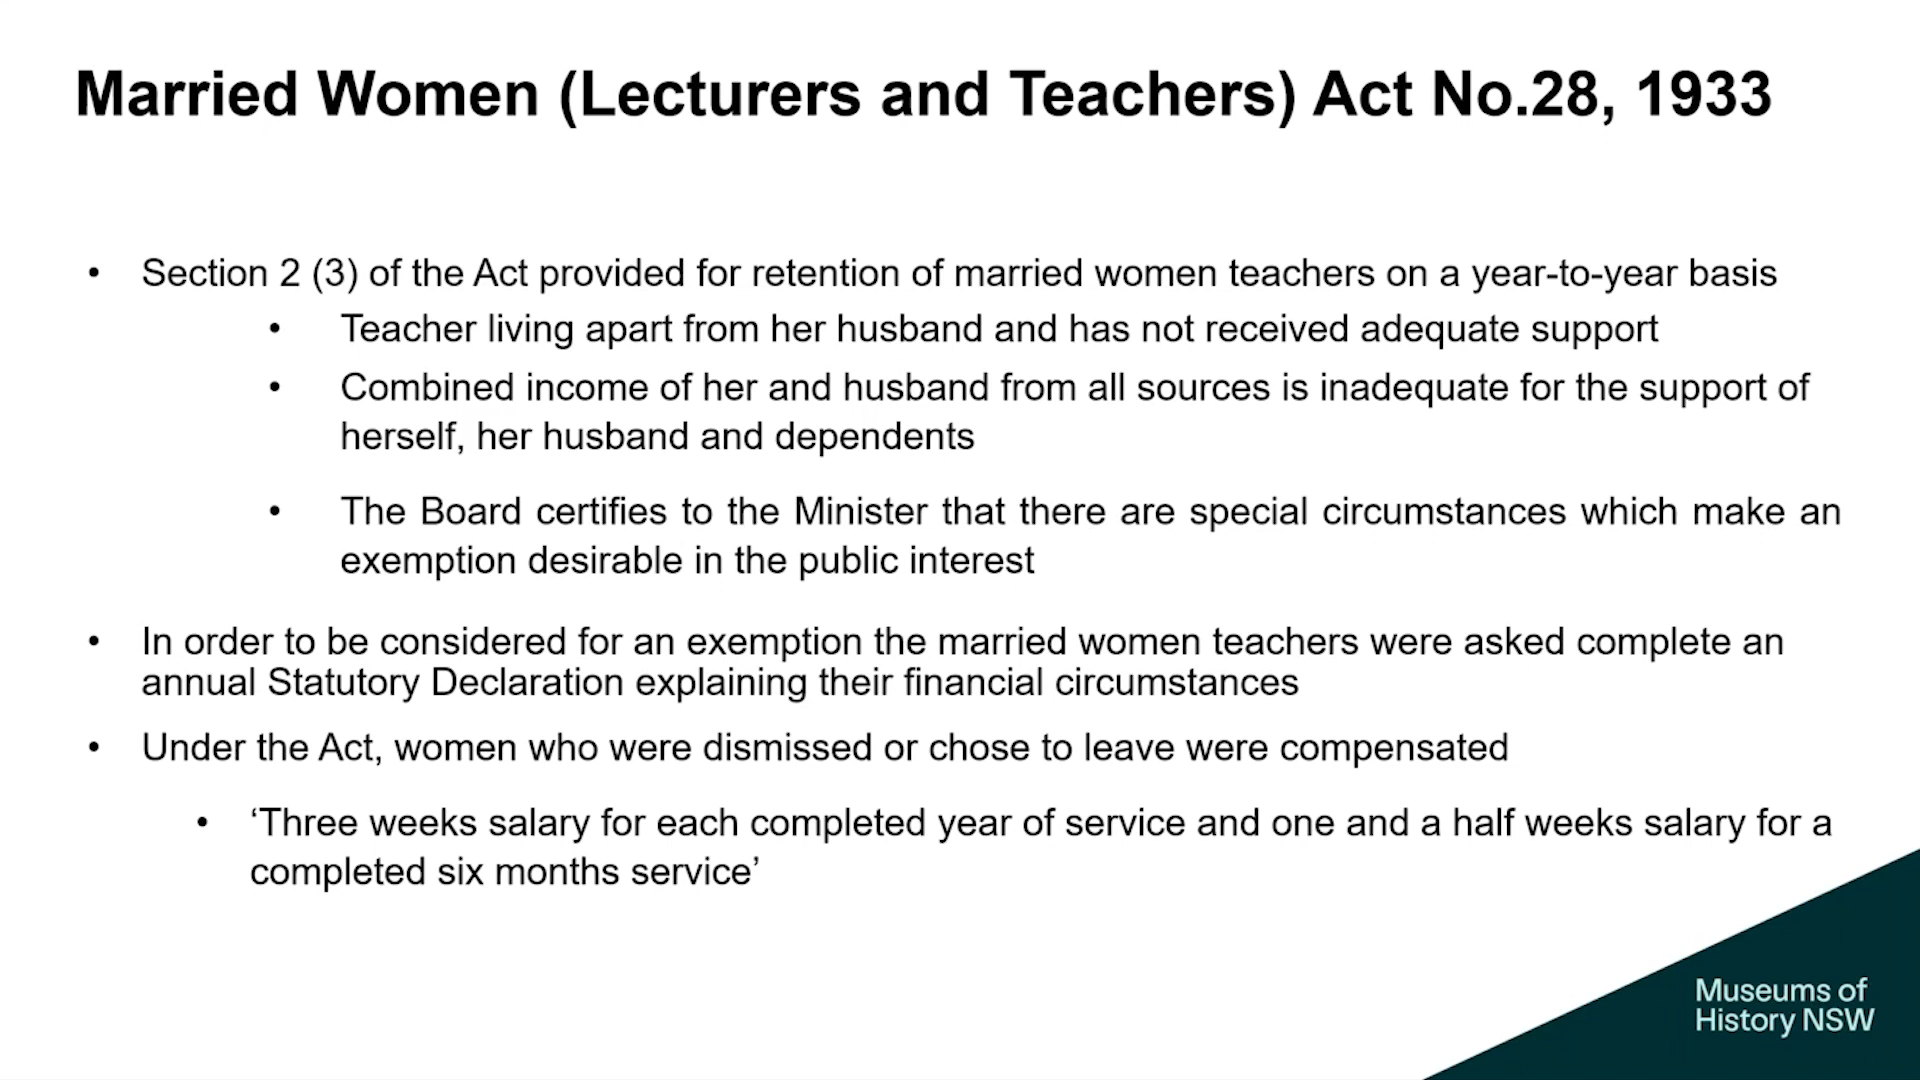 Married Women (Lecturers and Teachers) Act No.28, 1933
• Section 2 (3) of the Act provided for retention of married women teachers on a year-to-year basis
• Teacher living apart from her husband and has not received adequate support
• Combined income of her and husband from all sources is inadequate for the support of
herself, her husband and dependents
• The Board certifies to the Minister that there are special circumstances which make an
exemption desirable in the public interest
• In order to be considered for an exemption the married women teachers were asked complete an
annual Statutory Declaration explaining their financial circumstances
• Under the Act, women who were dismissed or chose to leave were compensated
• ‘Three weeks salary for each completed year of service and one and a half weeks salary for a
completed six months service’
Museums of
History NSW